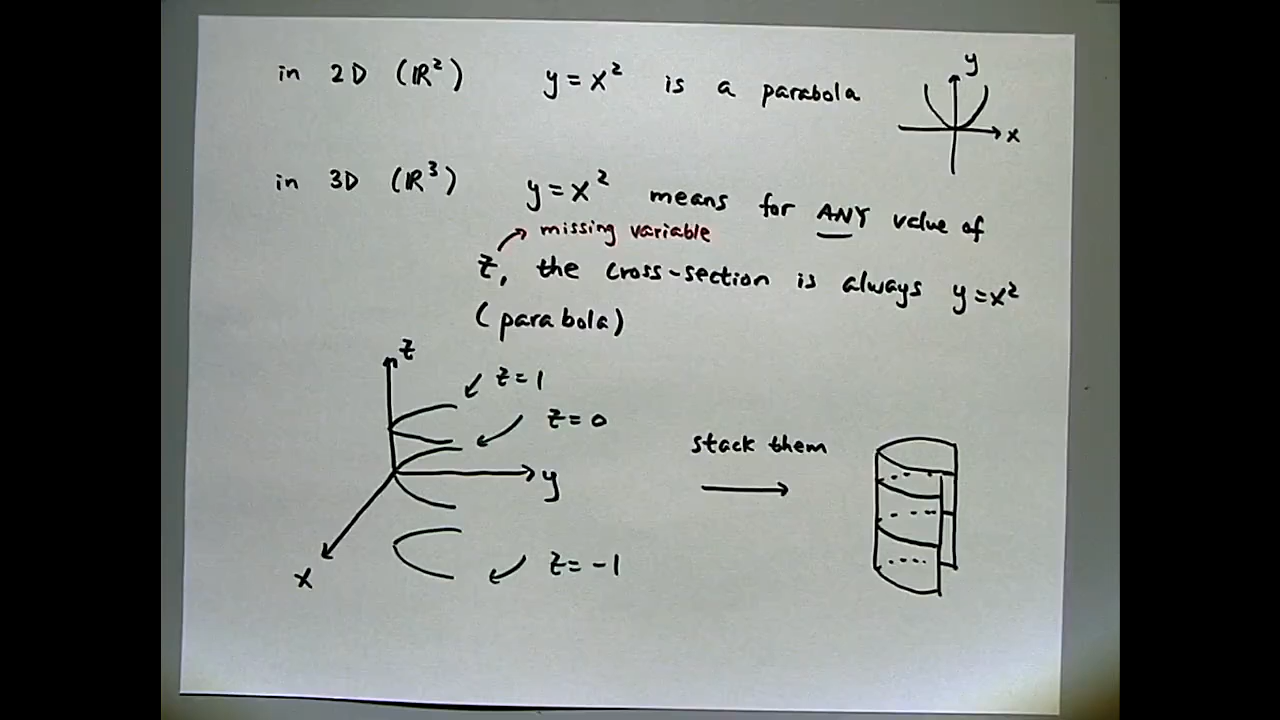 in 2D (ℝ²) y = x² is a parabola
y
x
in 3D (ℝ³) y = x² means for ANY value of
missing variable
z, the cross-section is always y = x²
(parabola)
z
z = 1
z = 0
y
x
z = -1
stack them